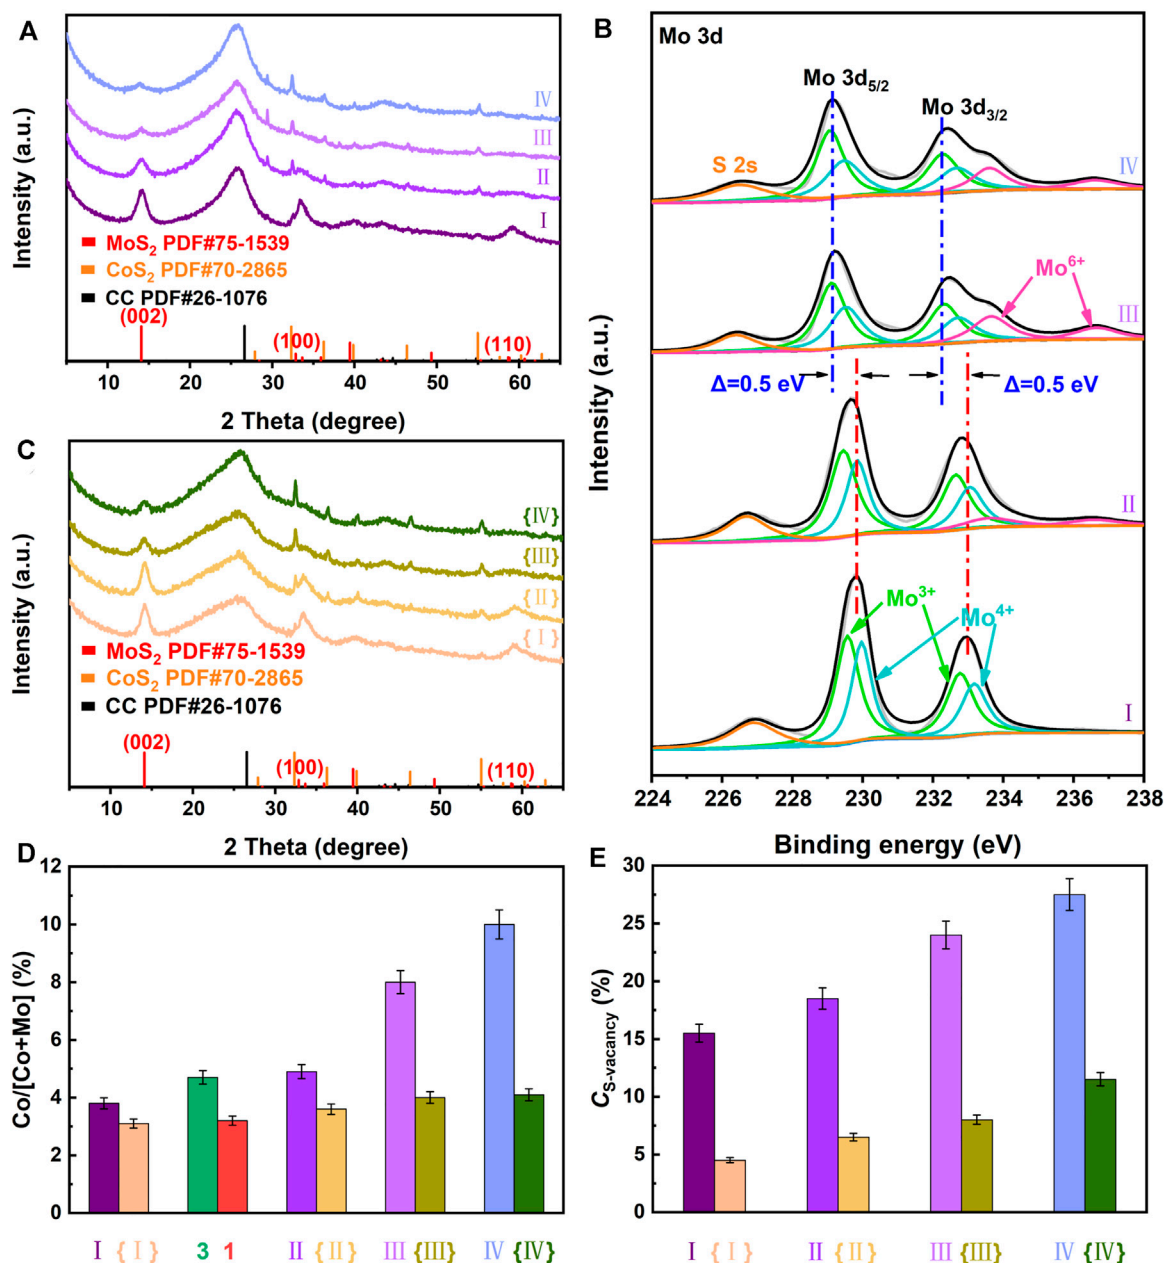 A
Intensity (a.u.)
IV
III
II
I
MoS₂ PDF#75-1539
CoS₂ PDF#70-2865
CC PDF#26-1076
(002)
(100)
(110)
10 20 30 40 50 60
2 Theta (degree)
B
Mo 3d
Mo 3d₅/₂
Mo 3d₃/₂
S 2s
IV
Mo⁶⁺
III
Δ=0.5 eV
Δ=0.5 eV
II
Mo³⁺
Mo⁴⁺
I
Intensity (a.u.)
224 226 228 230 232 234 236 238
Binding energy (eV)
C
Intensity (a.u.)
{IV}
{III}
{II}
{I}
MoS₂ PDF#75-1539
CoS₂ PDF#70-2865
CC PDF#26-1076
(002)
(100)
(110)
10 20 30 40 50 60
2 Theta (degree)
D
Co/[Co+Mo] (%)
12
10
8
6
4
2
0
I {I} 3 1 II {II} III {III} IV {IV}
E
C_S-vacancy (%)
30
25
20
15
10
5
0
I {I} II {II} III {III} IV {IV}